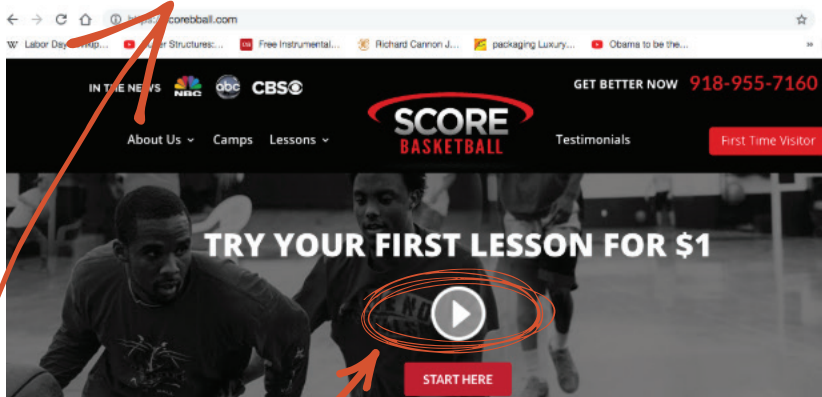 scorebball.com
Labor Day
Structures:... Free Instrumental... Richard Cannon J... packaging Luxury... Obama to be the...
IN THE NEWS NBC abc CBS GET BETTER NOW 918-955-7160
SCORE
BASKETBALL
About Us Camps Lessons Testimonials First Time Visitor
TRY YOUR FIRST LESSON FOR $1
START HERE